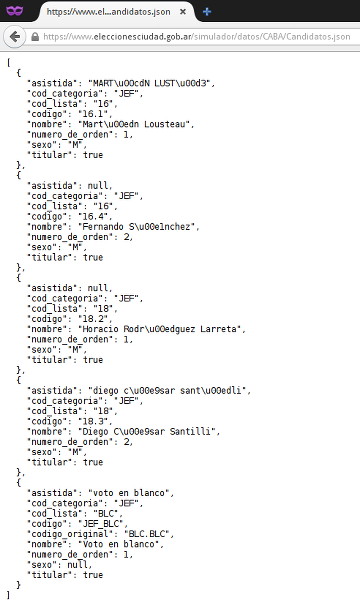 https://www.el...andidatos.json × +
https://www.eleccionesciudad.gob.ar/simulador/datos/CABA/Candidatos.json
[
{
"asistida": "MART\u00cdN LUST\u00d3",
"cod_categoria": "JEF",
"cod_lista": "16",
"codigo": "16.1",
"nombre": "Mart\u00edn Lousteau",
"numero_de_orden": 1,
"sexo": "M",
"titular": true
},
{
"asistida": null,
"cod_categoria": "JEF",
"cod_lista": "16",
"codigo": "16.4",
"nombre": "Fernando S\u00e1nchez",
"numero_de_orden": 2,
"sexo": "M",
"titular": true
},
{
"asistida": null,
"cod_categoria": "JEF",
"cod_lista": "18",
"codigo": "18.2",
"nombre": "Horacio Rodr\u00edguez Larreta",
"numero_de_orden": 1,
"sexo": "M",
"titular": true
},
{
"asistida": "diego c\u00e9sar sant\u00edli",
"cod_categoria": "JEF",
"cod_lista": "18",
"codigo": "18.3",
"nombre": "Diego C\u00e9sar Santilli",
"numero_de_orden": 2,
"sexo": "M",
"titular": true
},
{
"asistida": "voto en blanco",
"cod_categoria": "JEF",
"cod_lista": "BLC",
"codigo": "JEF_BLC",
"codigo_original": "BLC.BLC",
"nombre": "Voto en blanco",
"numero_de_orden": 1,
"sexo": null,
"titular": true
}
]